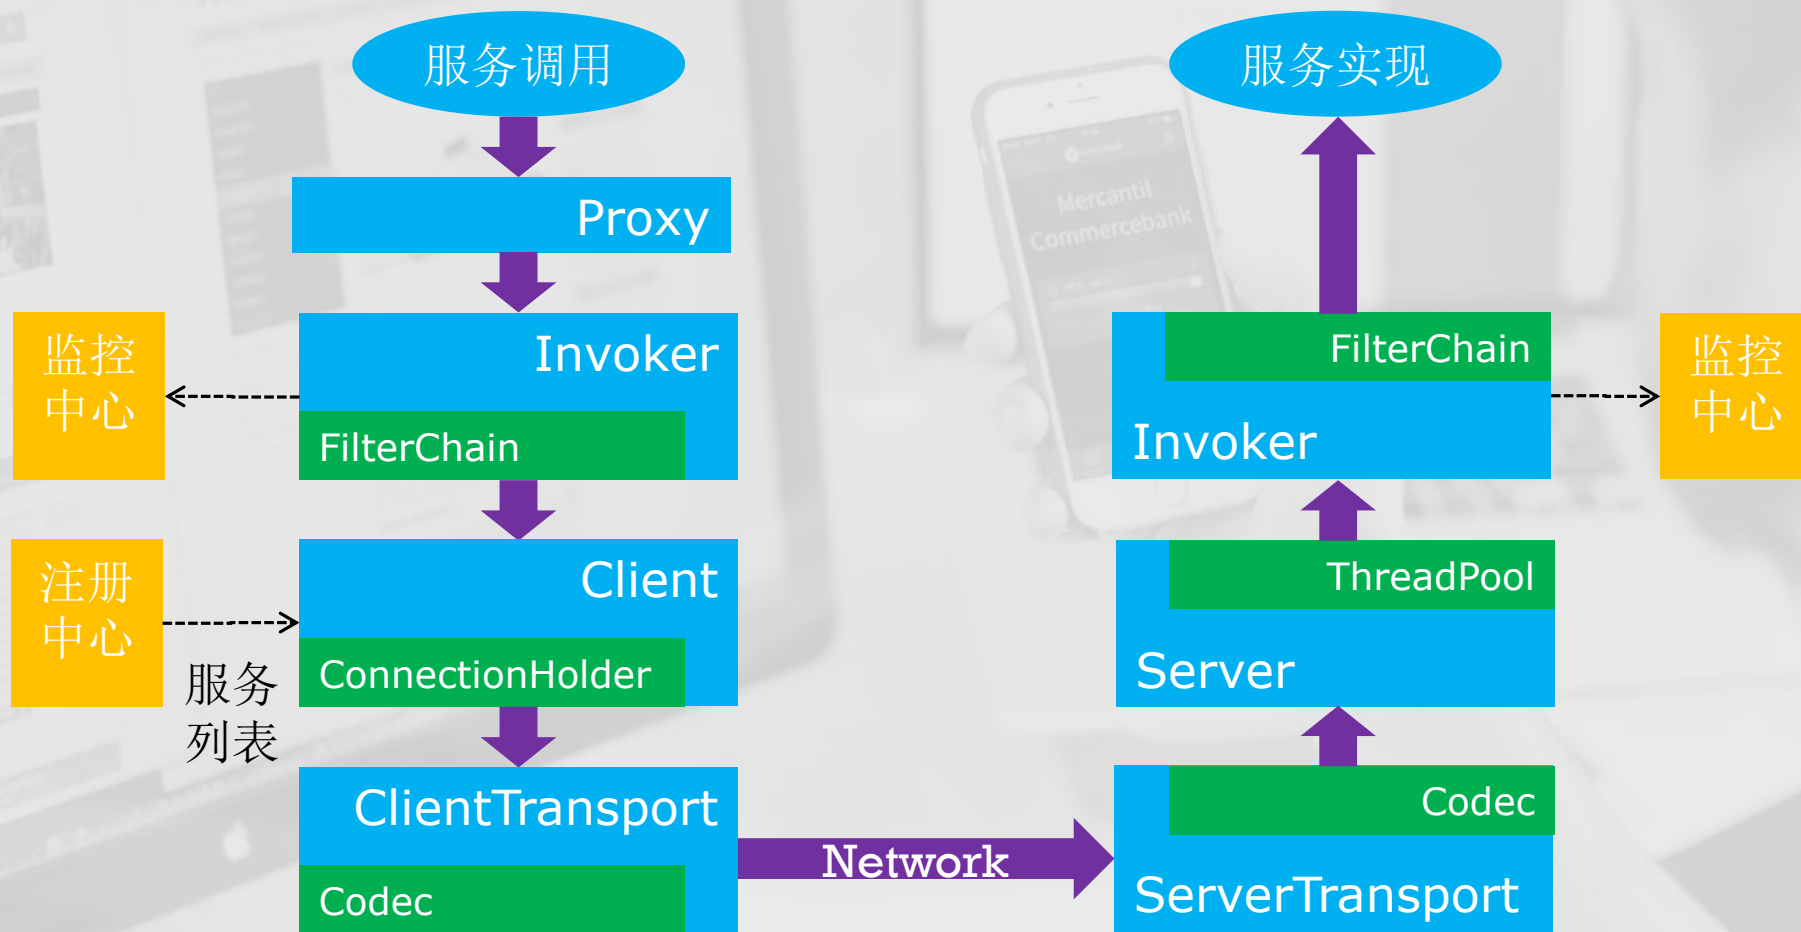 服务调用
服务实现
Proxy
Mercantil
Commercebank
监控
中心
Invoker
FilterChain
FilterChain
Invoker
监控
中心
注册
中心
服务
列表
Client
ConnectionHolder
ThreadPool
Server
ClientTransport
Codec
Network
Codec
ServerTransport